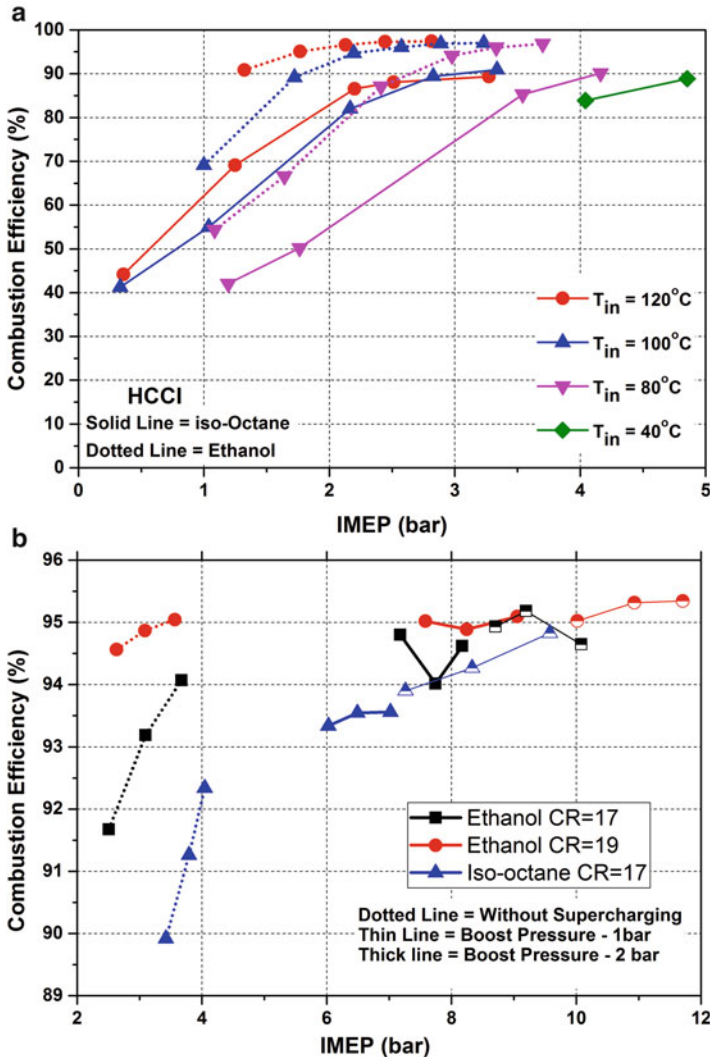 a
100
90
80
70
60
50
40
30
20
10
0
Combustion Efficiency (%)
T_in = 120°C
T_in = 100°C
T_in = 80°C
T_in = 40°C
HCCI
Solid Line = iso-Octane
Dotted Line = Ethanol
0 1 2 3 4 5
IMEP (bar)
b
96
95
94
93
92
91
90
89
Combustion Efficiency (%)
Ethanol CR=17
Ethanol CR=19
Iso-octane CR=17
Dotted Line = Without Supercharging
Thin Line = Boost Pressure - 1bar
Thick line = Boost Pressure - 2 bar
2 4 6 8 10 12
IMEP (bar)